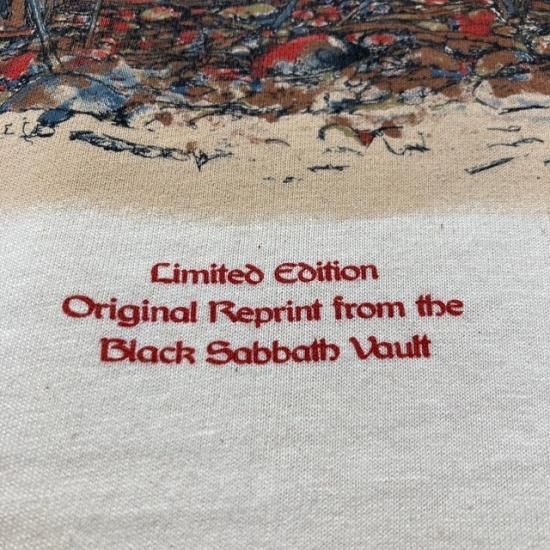 Limited Edition
Original Reprint from the
Black Sabbath Vault